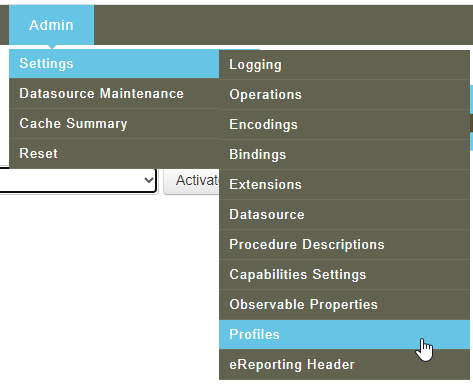 Admin
Settings
Datasource Maintenance
Cache Summary
Reset
Logging
Operations
Encodings
Bindings
Extensions
Datasource
Procedure Descriptions
Capabilities Settings
Observable Properties
Profiles
eReporting Header